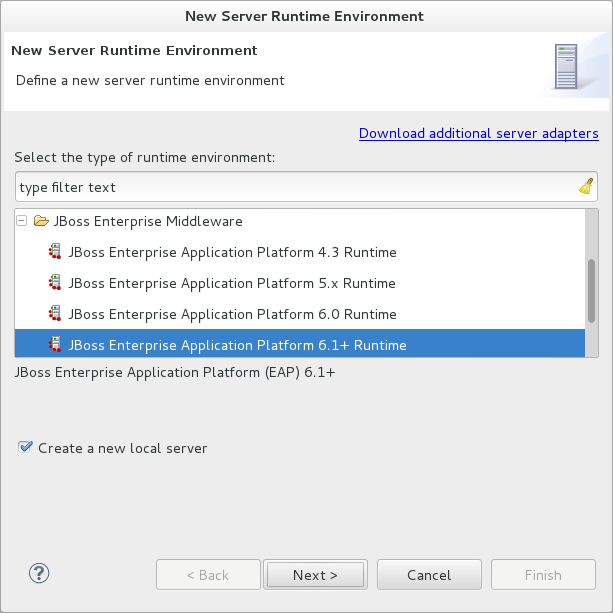 New Server Runtime Environment
New Server Runtime Environment
Define a new server runtime environment
Download additional server adapters
Select the type of runtime environment:
type filter text
JBoss Enterprise Middleware
JBoss Enterprise Application Platform 4.3 Runtime
JBoss Enterprise Application Platform 5.x Runtime
JBoss Enterprise Application Platform 6.0 Runtime
JBoss Enterprise Application Platform 6.1+ Runtime
JBoss Enterprise Application Platform (EAP) 6.1+
Create a new local server
? < Back Next > Cancel Finish